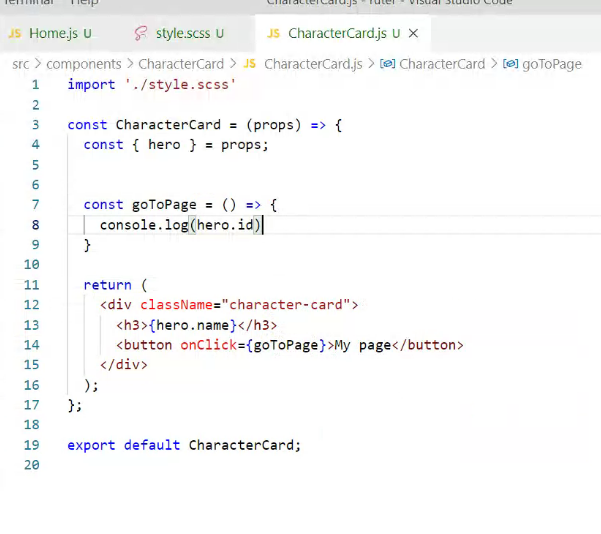 Help
CharacterCard.js - Tuter - Visual Studio Code
JS Home.js U
style.scss U
JS CharacterCard.js U ×
src > components > CharacterCard > JS CharacterCard.js > CharacterCard > goToPage
1 import './style.scss'
2
3 const CharacterCard = (props) => {
4 const { hero } = props;
5
6
7 const goToPage = () => {
8 console.log(hero.id)
9 }
10
11 return (
12 <div className="character-card">
13 <h3>{hero.name}</h3>
14 <button onClick={goToPage}>My page</button>
15 </div>
16 );
17 };
18
19 export default CharacterCard;
20